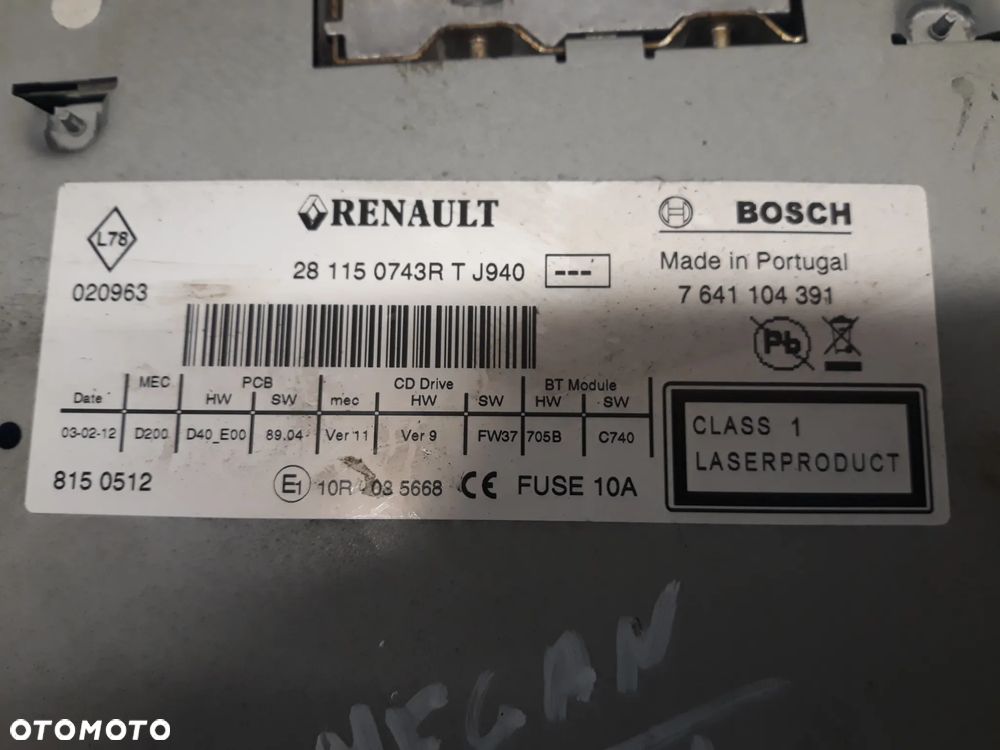 L78
020963
RENAULT
28 115 0743R T J940 ---
BOSCH
Made in Portugal
7 641 104 391
Pb
MEC PCB CD Drive BT Module
Date HW SW mec HW SW HW SW
03-02-12 D200 D40_E00 89.04 Ver 11 Ver 9 FW37 705B C740
815 0512
E1 10R - 03 5668 CE FUSE 10A
CLASS 1
LASERPRODUCT
MEGAN
OTOMOTO